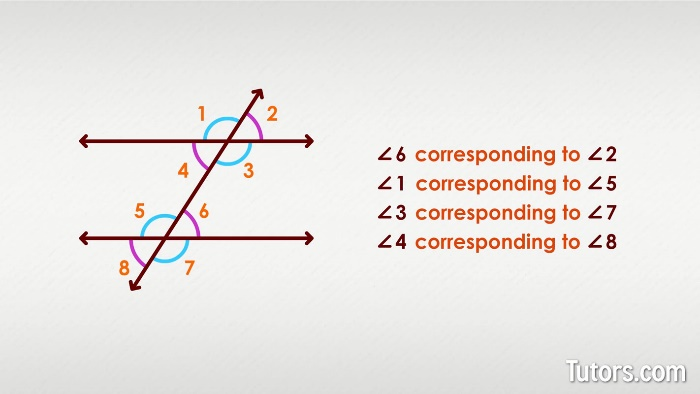 1
2
4
3
5
6
8
7
∠6 corresponding to ∠2
∠1 corresponding to ∠5
∠3 corresponding to ∠7
∠4 corresponding to ∠8
Tutors.com